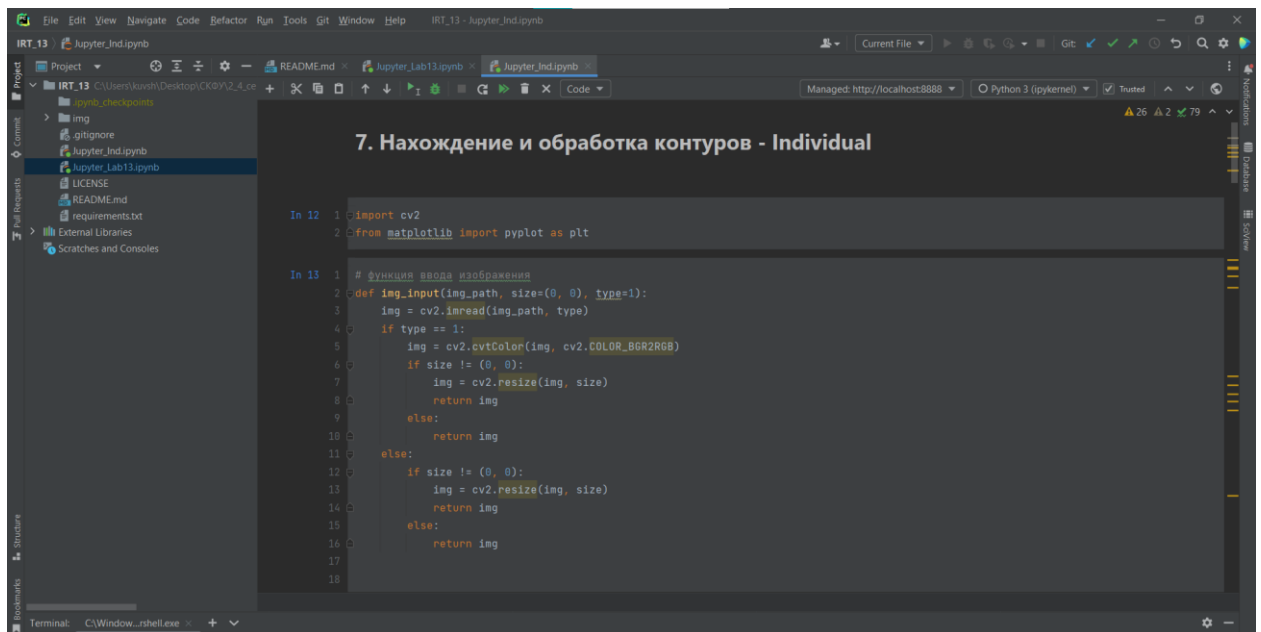 File Edit View Navigate Code Refactor Run Tools Git Window Help IRT_13 - Jupyter_Ind.ipynb
IRT_13 Jupyter_Ind.ipynb Current File Git:
Project README.md Jupyter_Lab13.ipynb Jupyter_Ind.ipynb
IRT_13 C:\Users\kuvsh\Desktop\СКФУ\2_4_се Code Managed: http://localhost:8888 Python 3 (ipykernel) Trusted
.ipynb_checkpoints
26 2 79
img
.gitignore
Jupyter_Ind.ipynb
Jupyter_Lab13.ipynb
LICENSE
README.md
requirements.txt
External Libraries
Scratches and Consoles
Project
Commit
Pull Requests
Structure
Bookmarks
7. Нахождение и обработка контуров - Individual
In 12 1 import cv2
2 from matplotlib import pyplot as plt
In 13 1 # функция ввода изображения
2 def img_input(img_path, size=(0, 0), type=1):
3 img = cv2.imread(img_path, type)
4 if type == 1:
5 img = cv2.cvtColor(img, cv2.COLOR_BGR2RGB)
6 if size != (0, 0):
7 img = cv2.resize(img, size)
8 return img
9 else:
10 return img
11 else:
12 if size != (0, 0):
13 img = cv2.resize(img, size)
14 return img
15 else:
16 return img
17
18
Notifications
Database
SciView
Terminal: C:\Window...rshell.exe